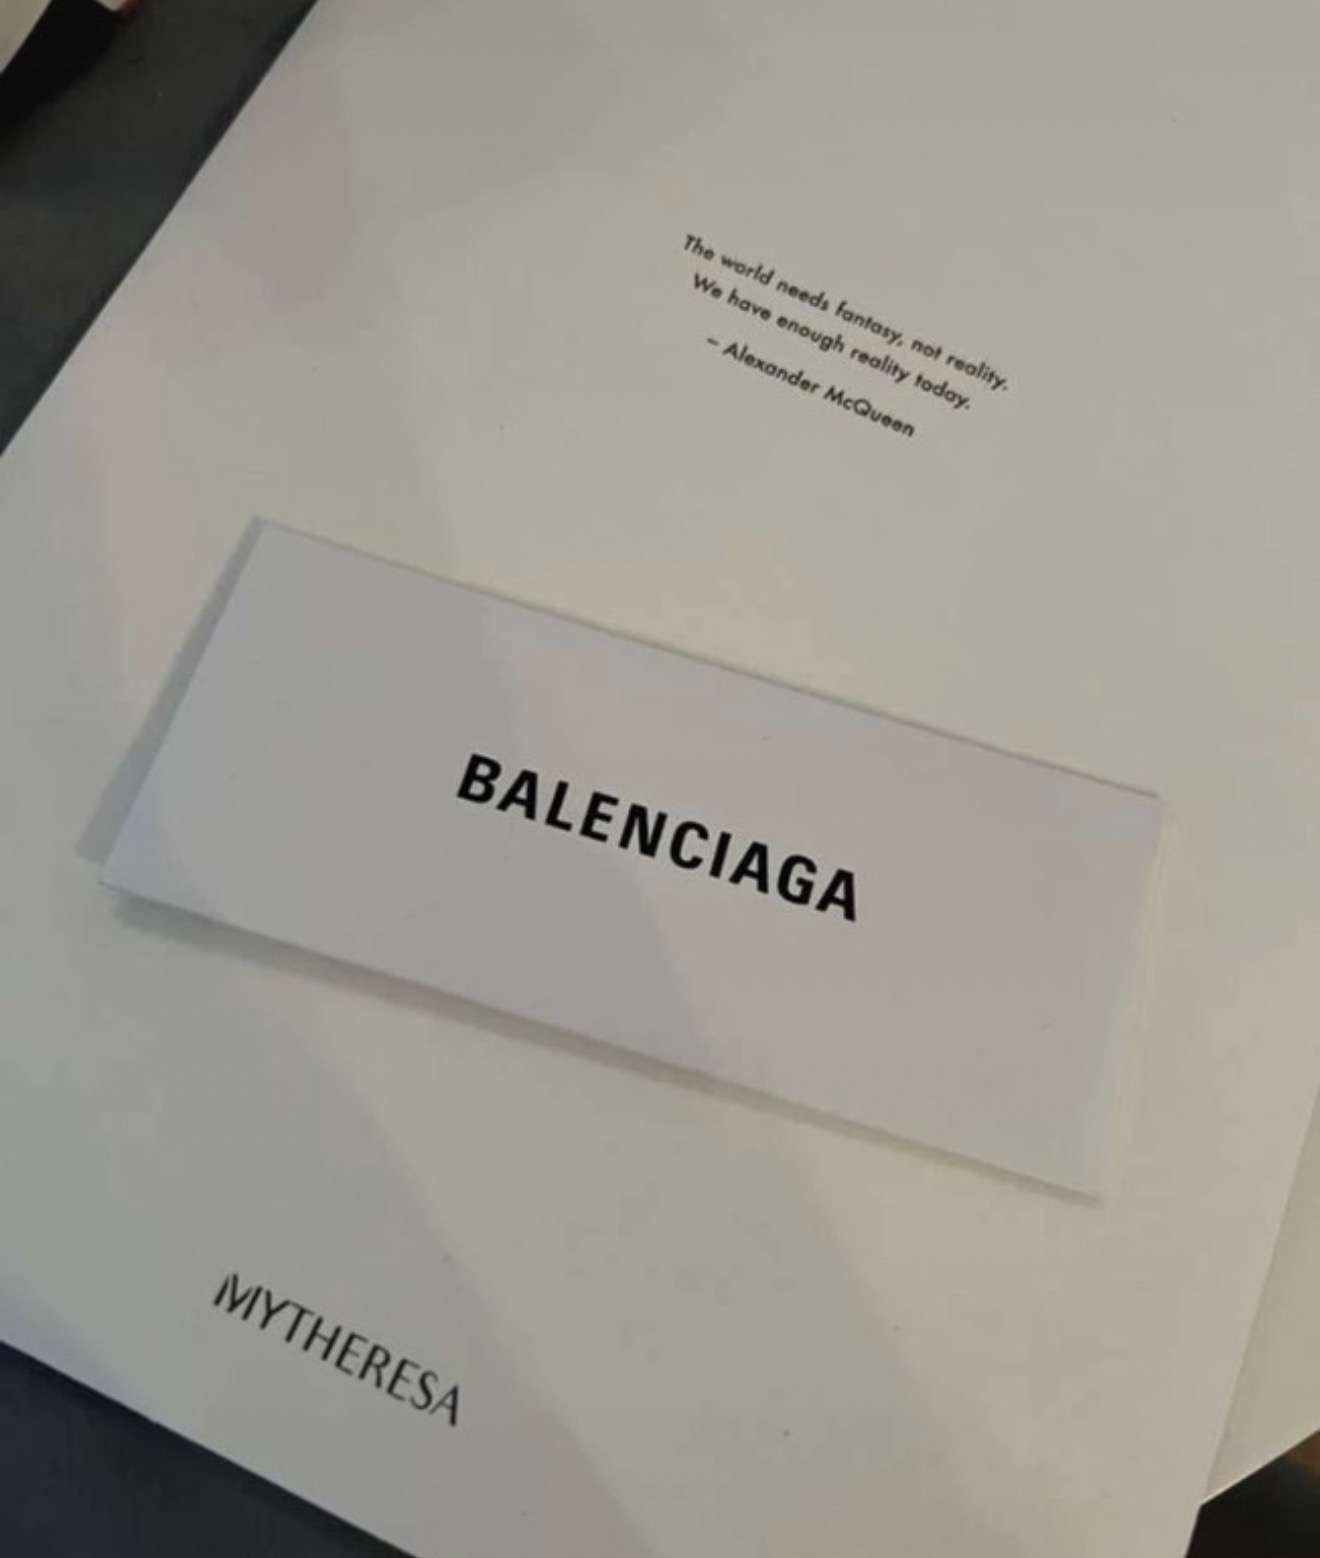 The world needs fantasy, not reality.
We have enough reality today.
– Alexander McQueen
BALENCIAGA
MYTHERESA